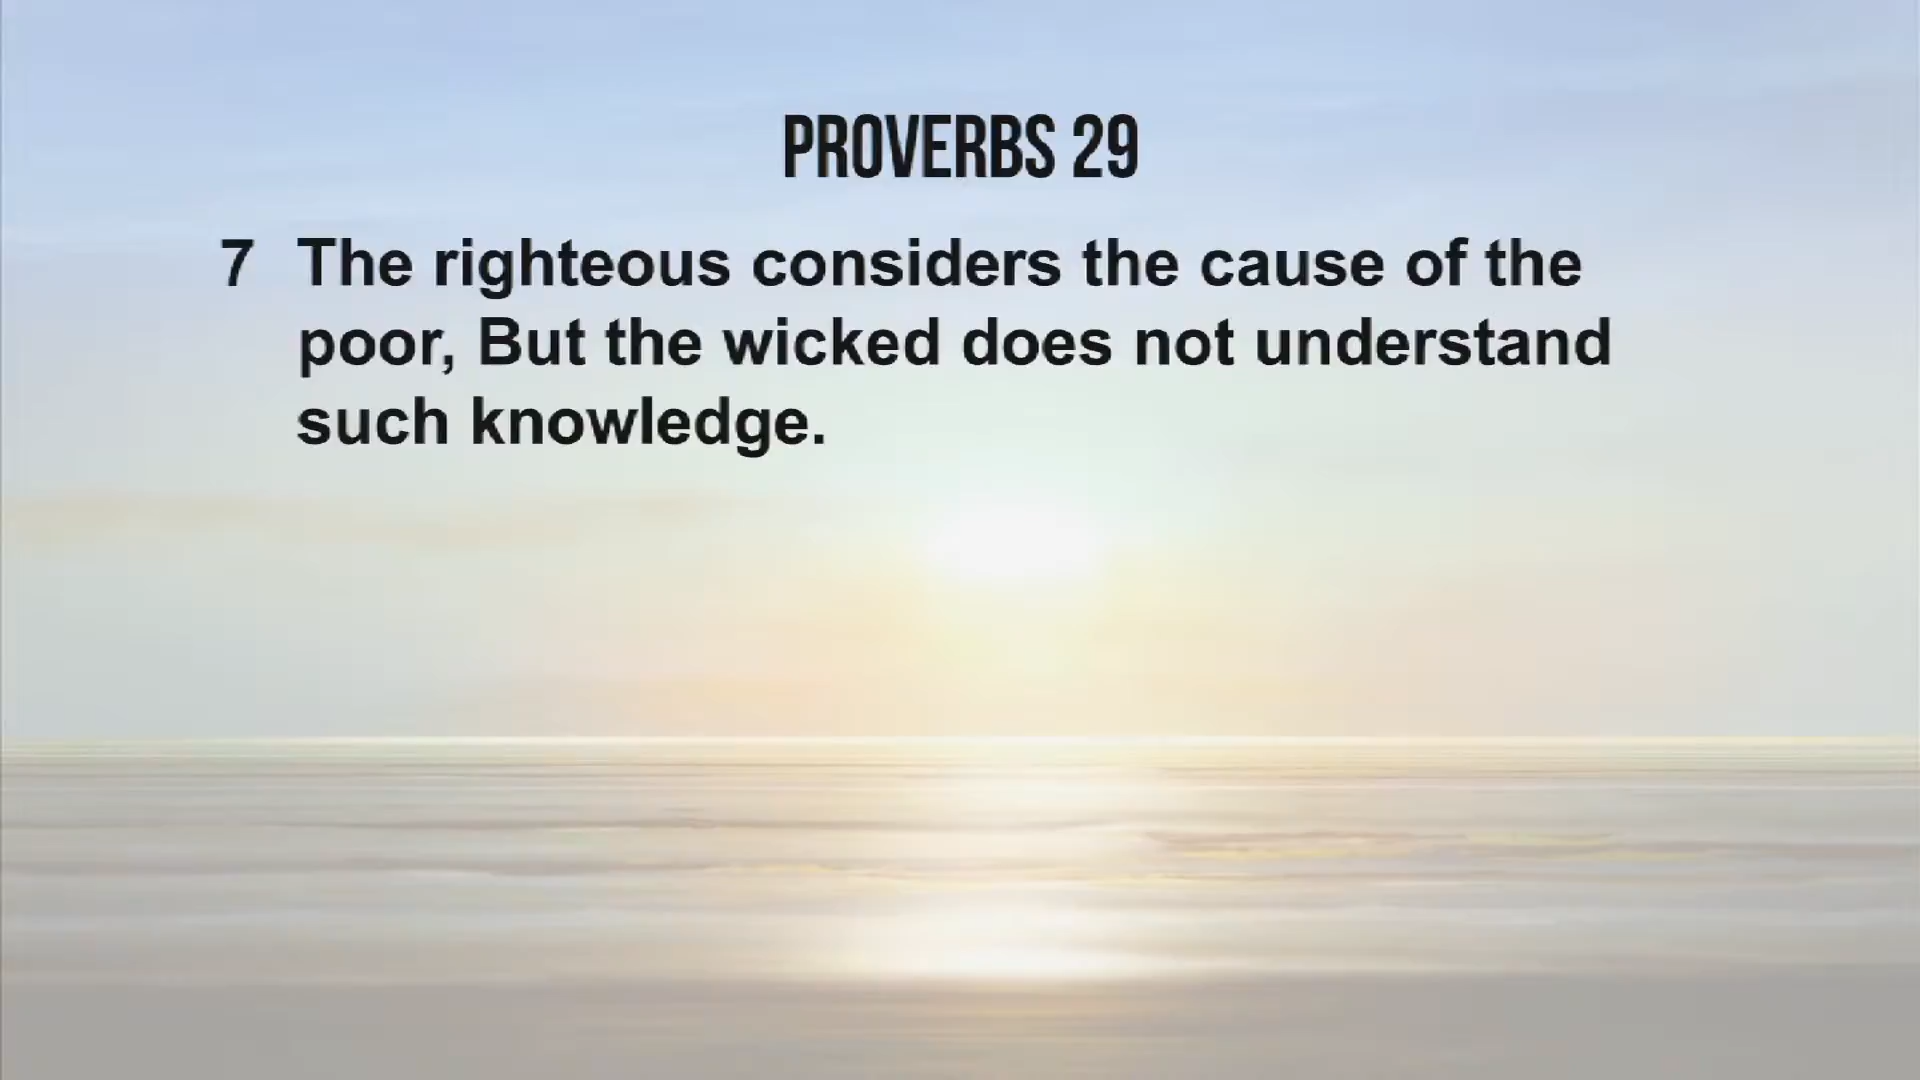 PROVERBS 29
7 The righteous considers the cause of the
poor, But the wicked does not understand
such knowledge.